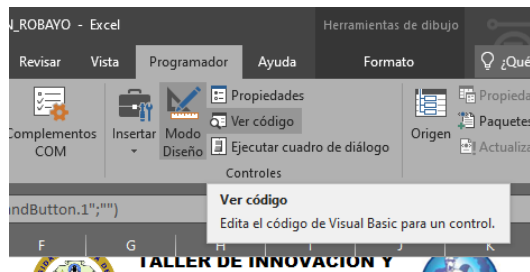 N_ROBAYO - Excel
Herramientas de dibujo
Revisar Vista Programador Ayuda Formato ¿Qué
Complementos COM
Insertar
Modo Diseño
Propiedades
Ver código
Ejecutar cuadro de diálogo
Controles
Origen
Propieda
Paquetes
Actualiza
andButton.1";"")
Ver código
Edita el código de Visual Basic para un control.
F G H I J K
TALLER DE INNOVACIÓN Y